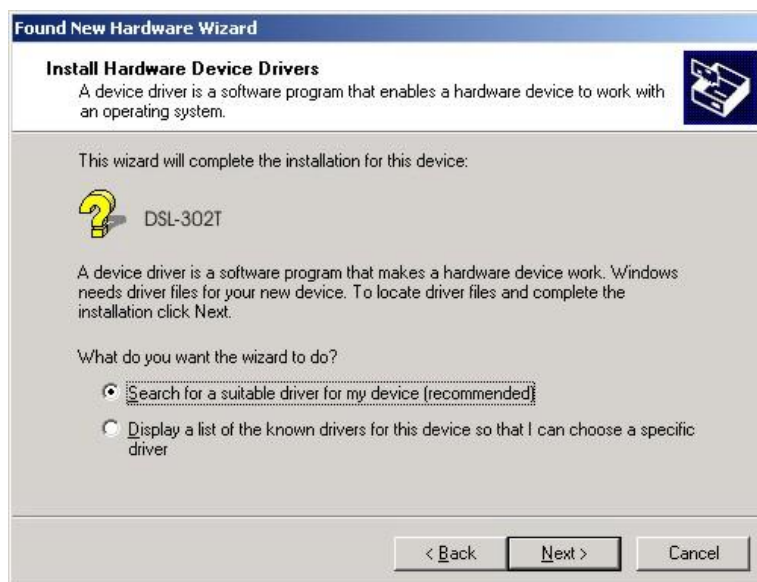 Found New Hardware Wizard
Install Hardware Device Drivers
A device driver is a software program that enables a hardware device to work with
an operating system.
This wizard will complete the installation for this device:
DSL-302T
A device driver is a software program that makes a hardware device work. Windows
needs driver files for your new device. To locate driver files and complete the
installation click Next.
What do you want the wizard to do?
Search for a suitable driver for my device (recommended)
Display a list of the known drivers for this device so that I can choose a specific
driver
< Back Next > Cancel